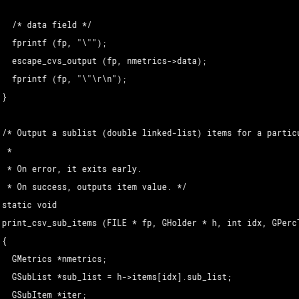 /* data field */
fprintf (fp, "\"");
escape_cvs_output (fp, nmetrics->data);
fprintf (fp, "\"\r\n");
}
/* Output a sublist (double linked-list) items for a particu
*
* On error, it exits early.
* On success, outputs item value. */
static void
print_csv_sub_items (FILE * fp, GHolder * h, int idx, GPercT
{
GMetrics *nmetrics;
GSubList *sub_list = h->items[idx].sub_list;
GSubItem *iter;